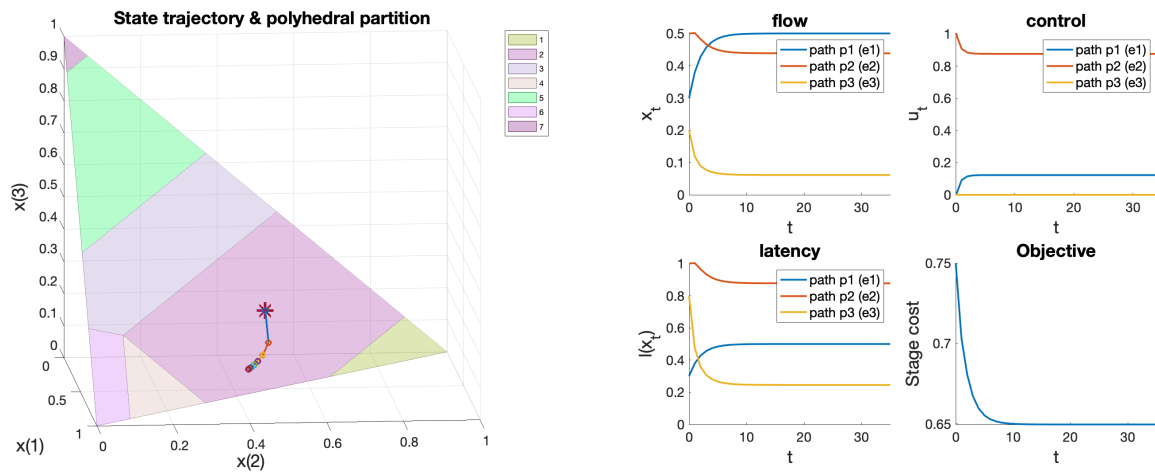 State trajectory & polyhedral partition
1
0.9
0.8
0.7
0.6
0.5
0.4
0.3
0.2
0.1
0
x(3)
0
0.5
1
x(1)
0
0.2
0.4
0.6
0.8
1
x(2)
1
2
3
4
5
6
7
flow
0.5
0.4
0.3
0.2
0.1
0
x_t
path p1 (e1)
path p2 (e2)
path p3 (e3)
0 10 20 30
t
control
1
0.8
0.6
0.4
0.2
0
u_t
path p1 (e1)
path p2 (e2)
path p3 (e3)
0 10 20 30
t
latency
1
0.8
0.6
0.4
0.2
0
l(x_t)
path p1 (e1)
path p2 (e2)
path p3 (e3)
0 10 20 30
t
Objective
0.75
0.7
0.65
Stage cost
0 10 20 30
t